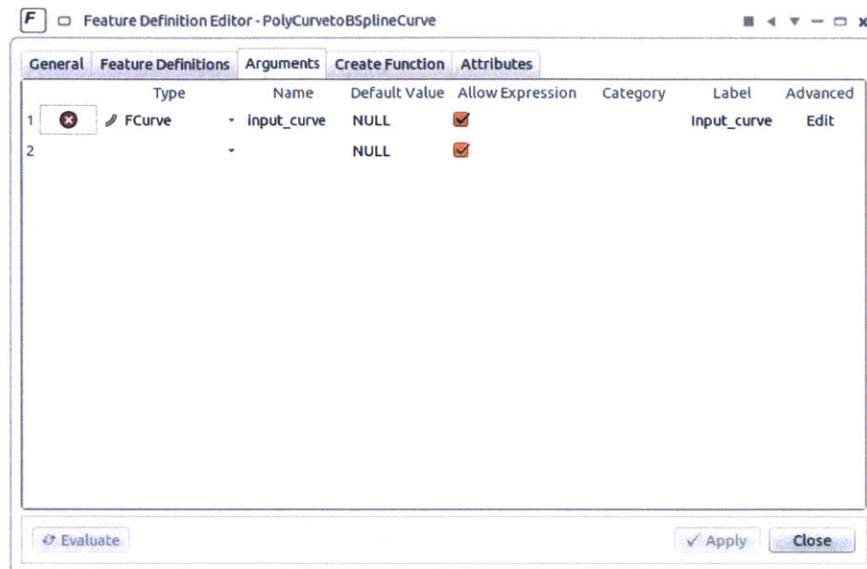 F Feature Definition Editor - PolyCurvetoBSplineCurve
General Feature Definitions Arguments Create Function Attributes
Type Name Default Value Allow Expression Category Label Advanced
1 FCurve input_curve NULL Input_curve Edit
2 NULL
Evaluate Apply Close